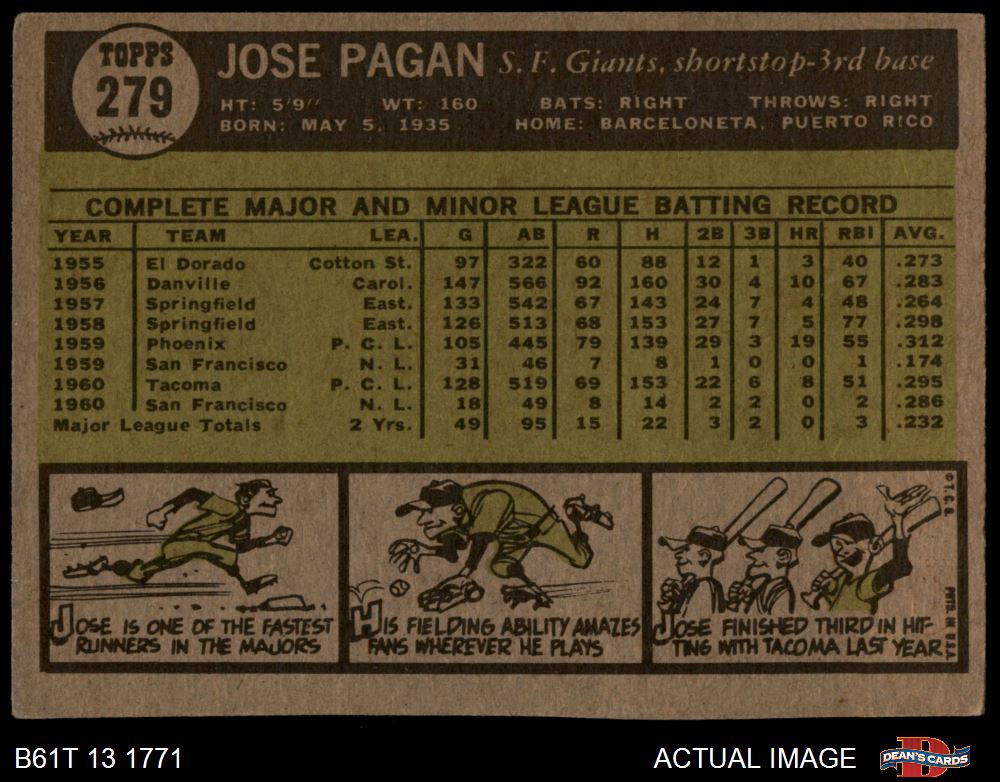 TOPPS
279
JOSE PAGAN S. F. Giants, shortstop-3rd base
HT: 5'9" WT: 160 BATS: RIGHT THROWS: RIGHT
BORN: MAY 5, 1935 HOME: BARCELONETA, PUERTO RICO
COMPLETE MAJOR AND MINOR LEAGUE BATTING RECORD
YEAR TEAM LEA. G AB R H 2B 3B HR RBI AVG.
1955 El Dorado Cotton St. 97 322 60 88 12 1 3 40 .273
1956 Danville Carol. 147 566 92 160 30 4 10 67 .283
1957 Springfield East. 133 542 67 143 24 7 4 48 .264
1958 Springfield East. 126 513 68 153 27 7 5 77 .298
1959 Phoenix P. C. L. 105 445 79 139 29 3 19 55 .312
1959 San Francisco N. L. 31 46 7 8 1 0 0 1 .174
1960 Tacoma P. C. L. 128 519 69 153 22 6 8 51 .295
1960 San Francisco N. L. 18 49 8 14 2 2 0 2 .286
Major League Totals 2 Yrs. 49 95 15 22 3 2 0 3 .232
JOSE IS ONE OF THE FASTEST
RUNNERS IN THE MAJORS
HIS FIELDING ABILITY AMAZES
FANS WHEREVER HE PLAYS
JOSE FINISHED THIRD IN HIT-
TING WITH TACOMA LAST YEAR
© T. C. G.
PRTD. IN U.S.A.
B61T 13 1771
ACTUAL IMAGE
DEAN'S CARDS